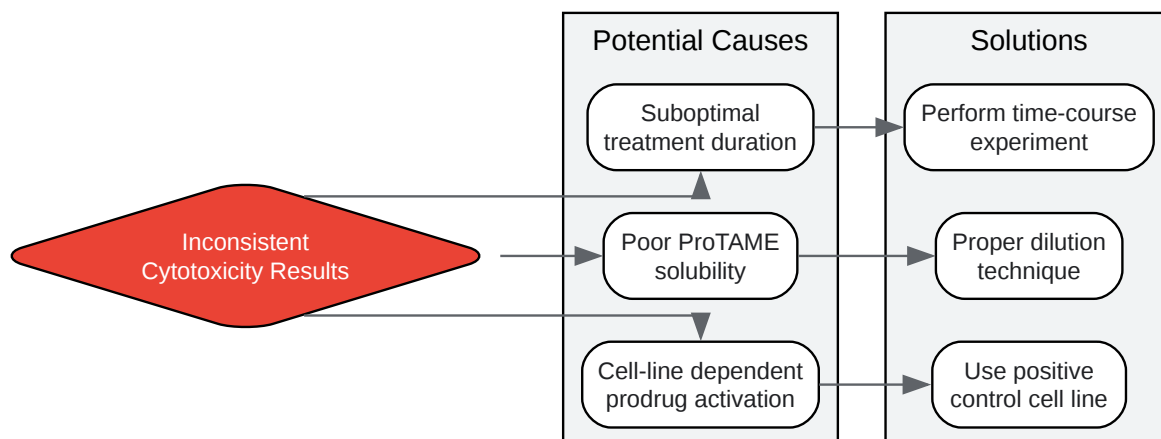 Potential Causes
Solutions
Suboptimal
treatment duration
Perform time-course
experiment
Inconsistent
Cytotoxicity Results
Poor ProTAME
solubility
Proper dilution
technique
Cell-line dependent
prodrug activation
Use positive
control cell line